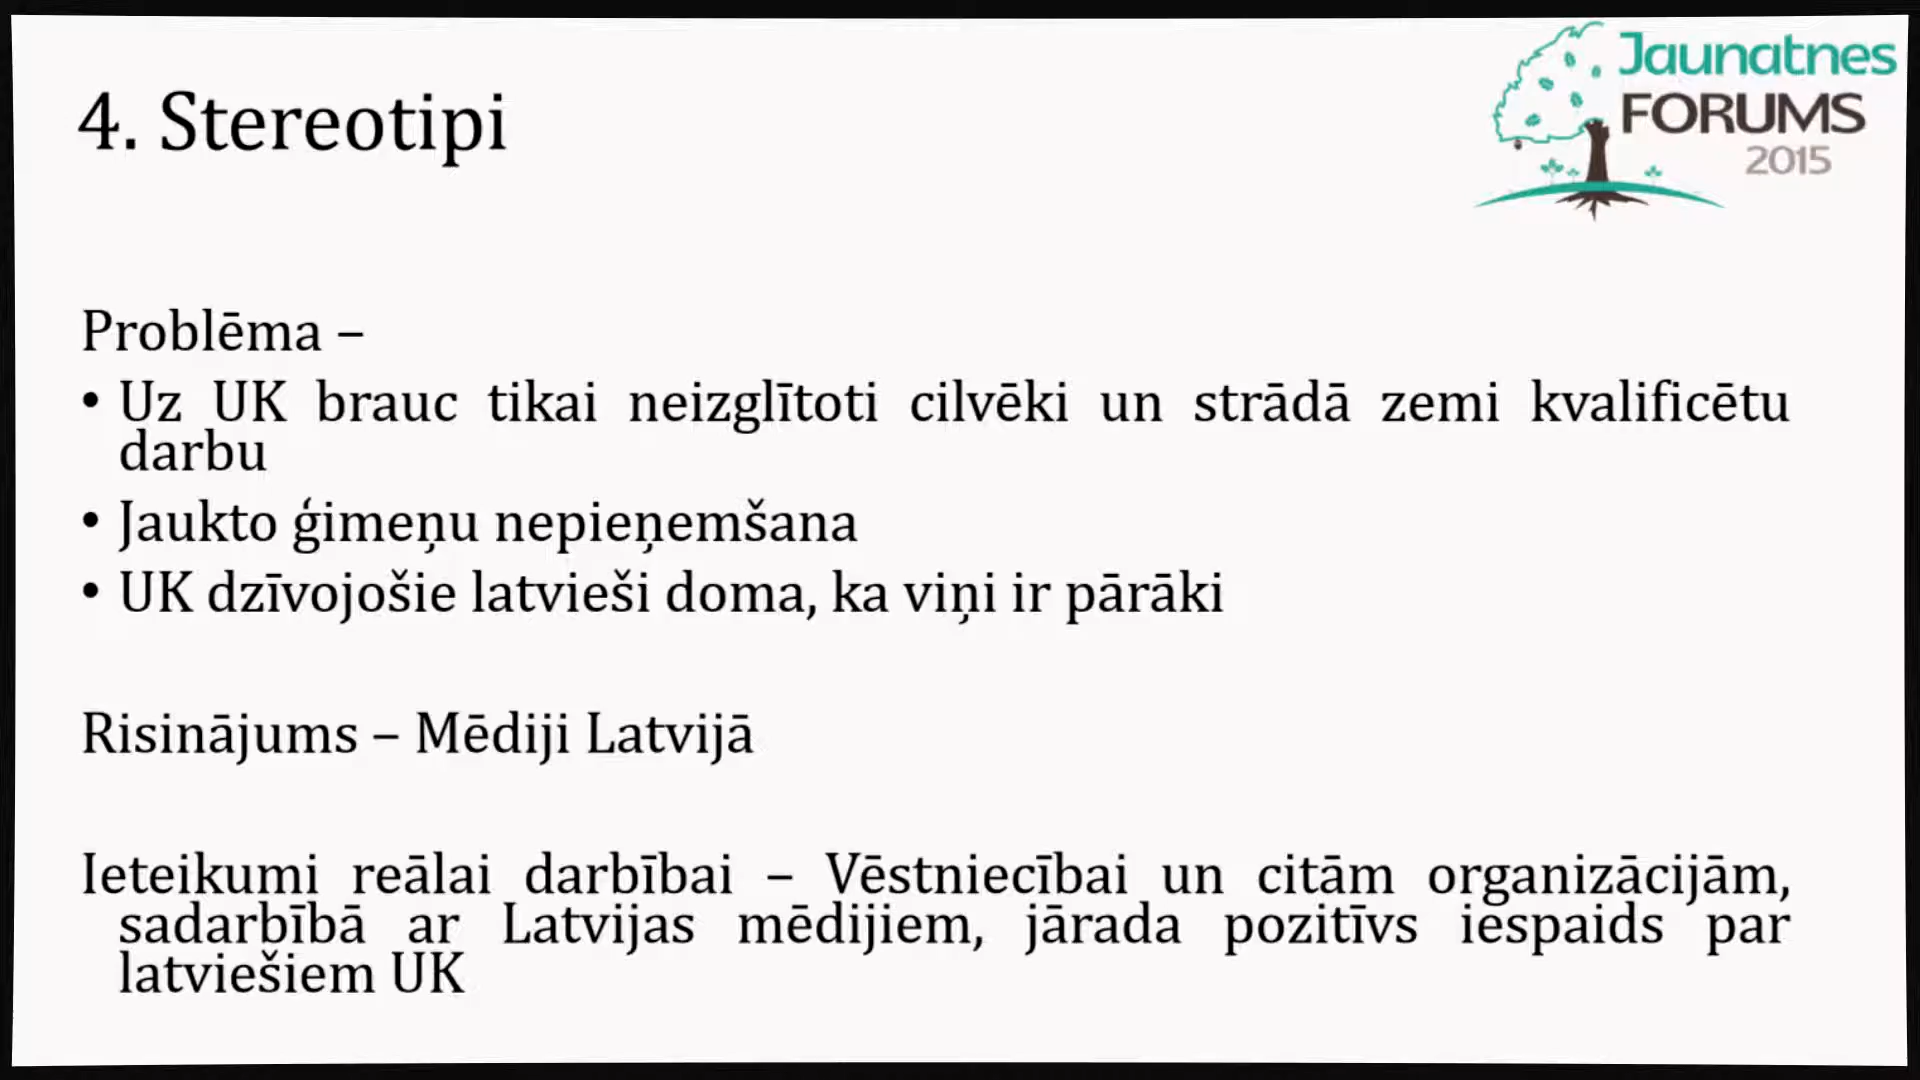 Jaunatnes
FORUMS
2015
4. Stereotipi
Problēma –
• Uz UK brauc tikai neizglītoti cilvēki un strādā zemi kvalificētu
darbu
• Jaukto ģimeņu nepieņemšana
• UK dzīvojošie latvieši doma, ka viņi ir pārāki
Risinājums – Mēdiji Latvijā
Ieteikumi reālai darbībai – Vēstniecībai un citām organizācijām,
sadarbībā ar Latvijas mēdijiem, jārada pozitīvs iespaids par
latviešiem UK